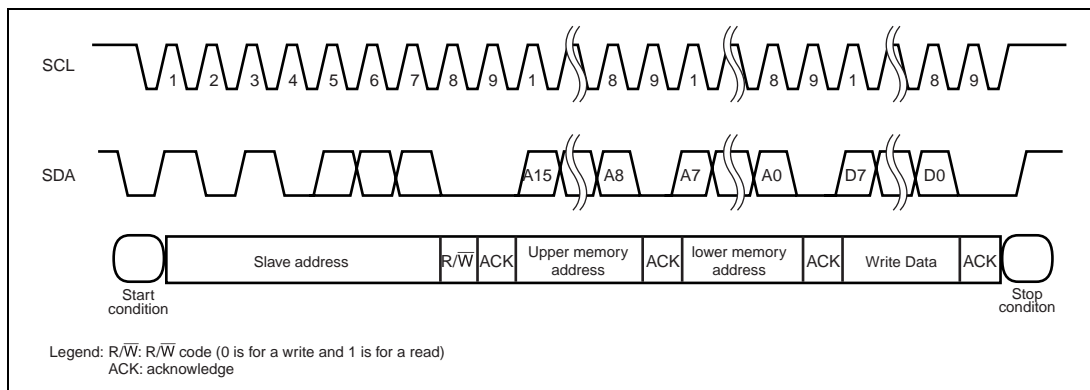 SCL
1 2 3 4 5 6 7 8 9 1 8 9 1 8 9 1 8 9
SDA
A15 A8 A7 A0 D7 D0
Slave address R/W̅ ACK Upper memory address ACK lower memory address ACK Write Data ACK
Start condition
Stop conditon
Legend: R/W̅: R/W̅ code (0 is for a write and 1 is for a read)
ACK: acknowledge